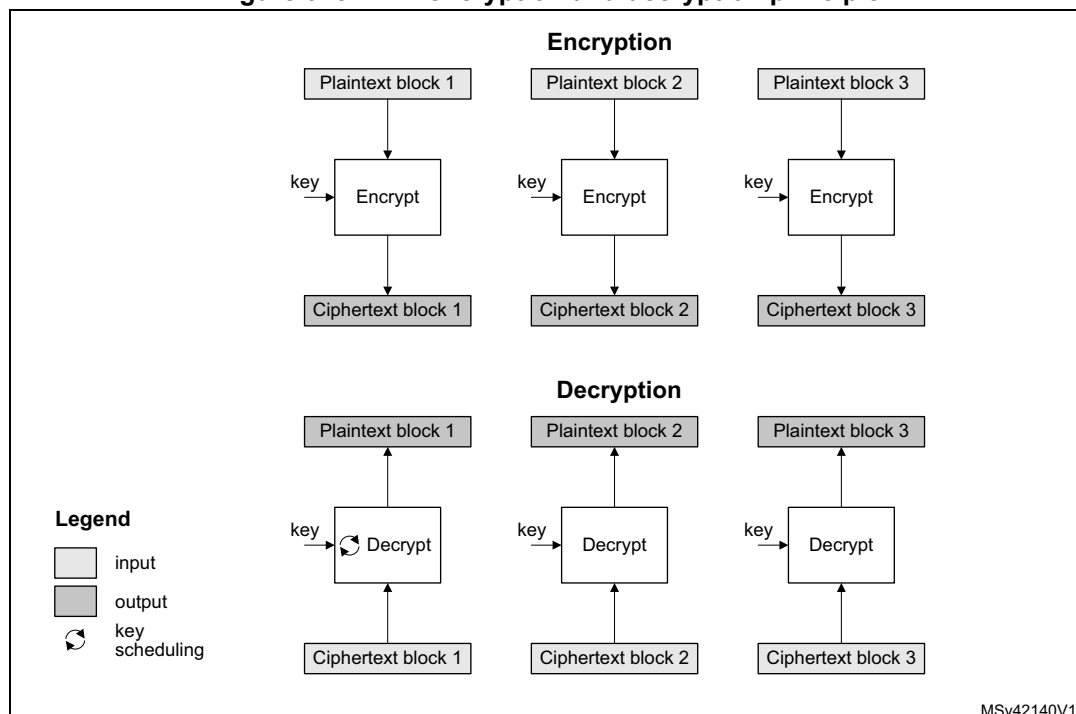 Encryption
Plaintext block 1 Plaintext block 2 Plaintext block 3
key Encrypt key Encrypt key Encrypt
Ciphertext block 1 Ciphertext block 2 Ciphertext block 3
Decryption
Plaintext block 1 Plaintext block 2 Plaintext block 3
key Decrypt key Decrypt key Decrypt
Ciphertext block 1 Ciphertext block 2 Ciphertext block 3
Legend
input
output
key
scheduling
MSv42140V1